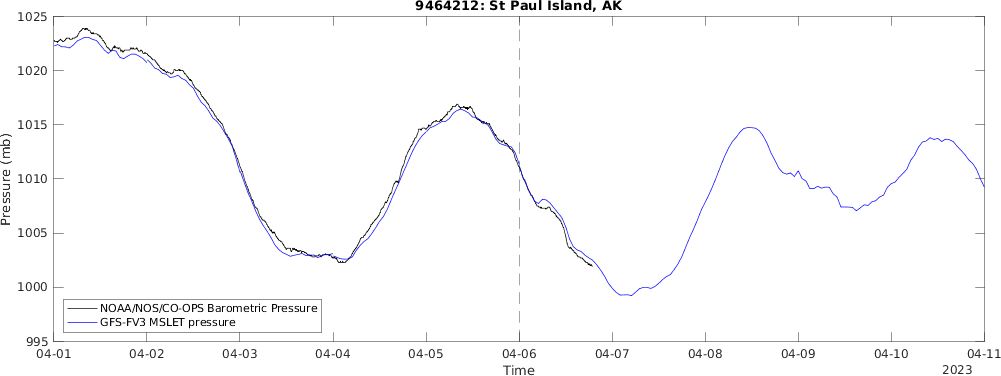 9464212: St Paul Island, AK
Pressure (mb)
1025
1020
1015
1010
1005
1000
995
NOAA/NOS/CO-OPS Barometric Pressure
GFS-FV3 MSLET pressure
04-01 04-02 04-03 04-04 04-05 04-06 04-07 04-08 04-09 04-10 04-11
Time
2023